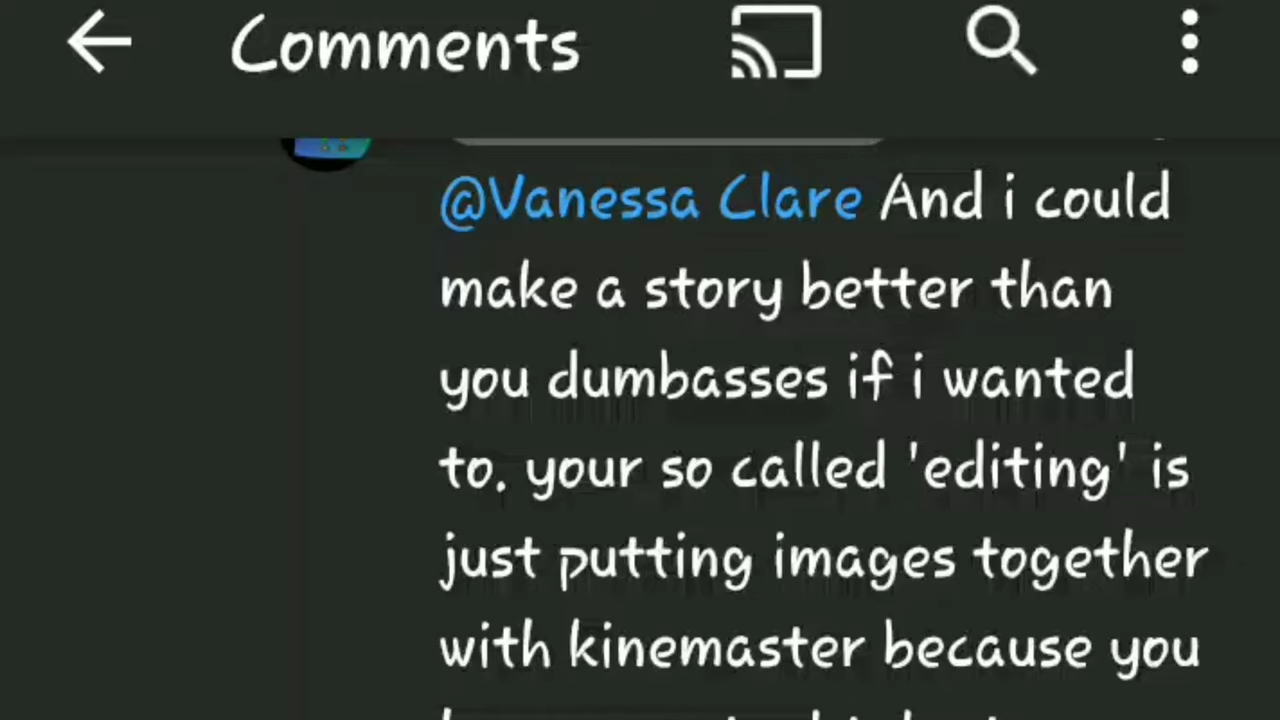 Comments
@Vanessa Clare And i could
make a story better than
you dumbasses if i wanted
to. your so called 'editing' is
just putting images together
with kinemaster because you